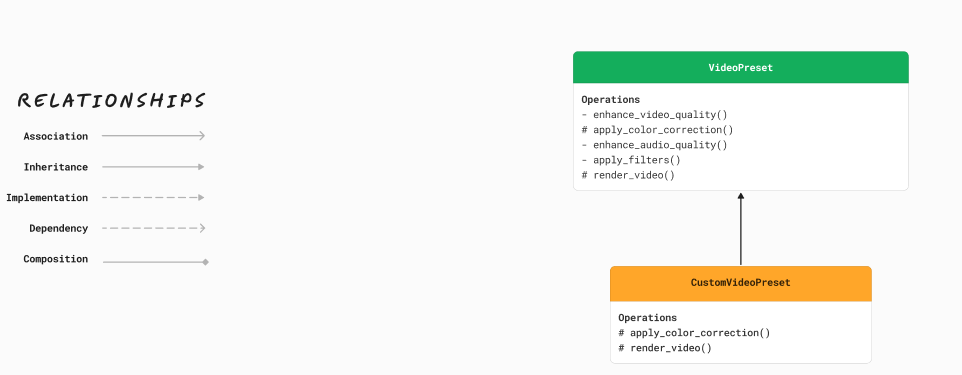 RELATIONSHIPS
Association
Inheritance
Implementation
Dependency
Composition
VideoPreset
Operations
- enhance_video_quality()
# apply_color_correction()
- enhance_audio_quality()
- apply_filters()
# render_video()
CustomVideoPreset
Operations
# apply_color_correction()
# render_video()